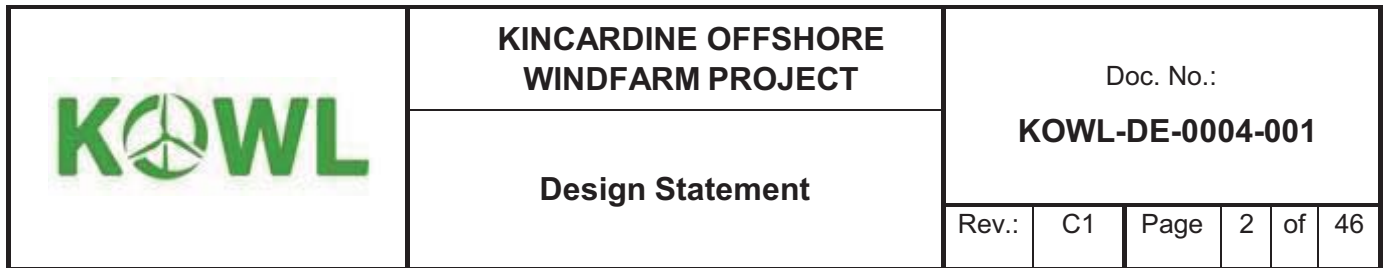 KOWL
KINCARDINE OFFSHORE
WINDFARM PROJECT
Design Statement
Doc. No.:
KOWL-DE-0004-001
Rev.: C1 Page 2 of 46